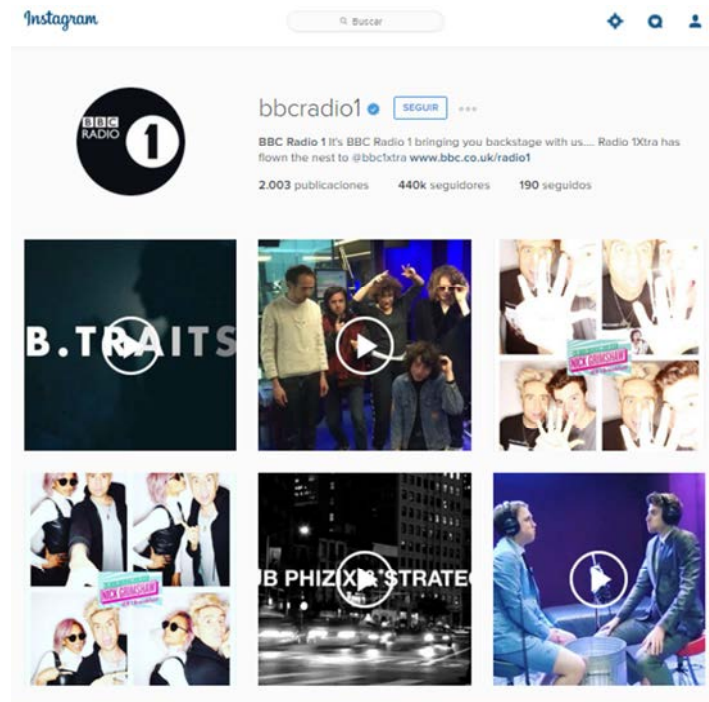 Instagram
Buscar
BBC
RADIO
1
bbcradio1
SEGUIR
BBC Radio 1 It's BBC Radio 1 bringing you backstage with us.... Radio 1Xtra has
flown the nest to @bbc1xtra www.bbc.co.uk/radio1
2.003 publicaciones 440k seguidores 190 seguidos
B.TRAITS
NICK GRIMSHAW
NICK GRIMSHAW